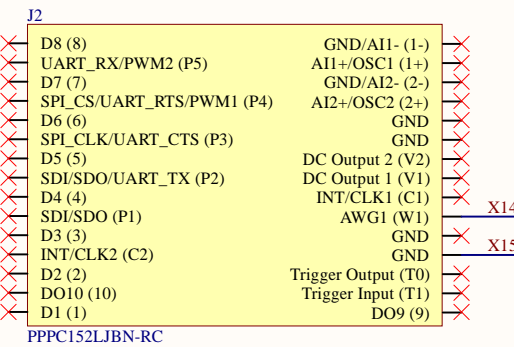 J2
D8 (8) GND/AI1- (1-)
UART_RX/PWM2 (P5) AI1+/OSC1 (1+)
D7 (7) GND/AI2- (2-)
SPI_CS/UART_RTS/PWM1 (P4) AI2+/OSC2 (2+)
D6 (6) GND
SPI_CLK/UART_CTS (P3) GND
D5 (5) DC Output 2 (V2)
SDI/SDO/UART_TX (P2) DC Output 1 (V1)
D4 (4) INT/CLK1 (C1)
SDI/SDO (P1) AWG1 (W1) X14
D3 (3) GND
INT/CLK2 (C2) GND X15
D2 (2) Trigger Output (T0)
DO10 (10) Trigger Input (T1)
D1 (1) DO9 (9)
PPPC152LJBN-RC